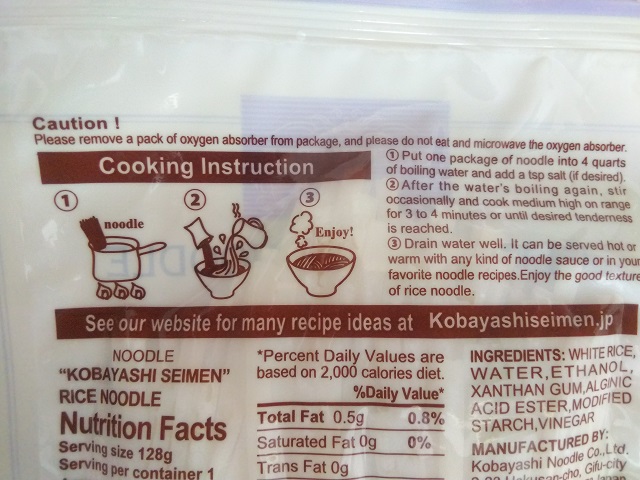 Caution !
Please remove a pack of oxygen absorber from package, and please do not eat and microwave the oxygen absorber.
Cooking Instruction
① ② ③
noodle
Enjoy!
① Put one package of noodle into 4 quarts
of boiling water and add a tsp salt (if desired).
② After the water's boiling again, stir
occasionally and cook medium high on range
for 3 to 4 minutes or until desired tenderness
is reached.
③ Drain water well. It can be served hot or
warm with any kind of noodle sauce or in your
favorite noodle recipes.Enjoy the good texture
of rice noodle.
See our website for many recipe ideas at Kobayashiseimen.jp
NOODLE
"KOBAYASHI SEIMEN"
RICE NOODLE
Nutrition Facts
Serving size 128g
Serving per container 1
*Percent Daily Values are
based on 2,000 calories diet.
%Daily Value*
Total Fat 0.5g 0.8%
Saturated Fat 0g 0%
Trans Fat 0g
INGREDIENTS: WHITE RICE,
WATER,ETHANOL,
XANTHAN GUM,ALGINIC
ACID ESTER,MODIFIED
STARCH,VINEGAR
MANUFACTURED BY:
Kobayashi Noodle Co.,Ltd.
Hakusan-cho, Gifu-city